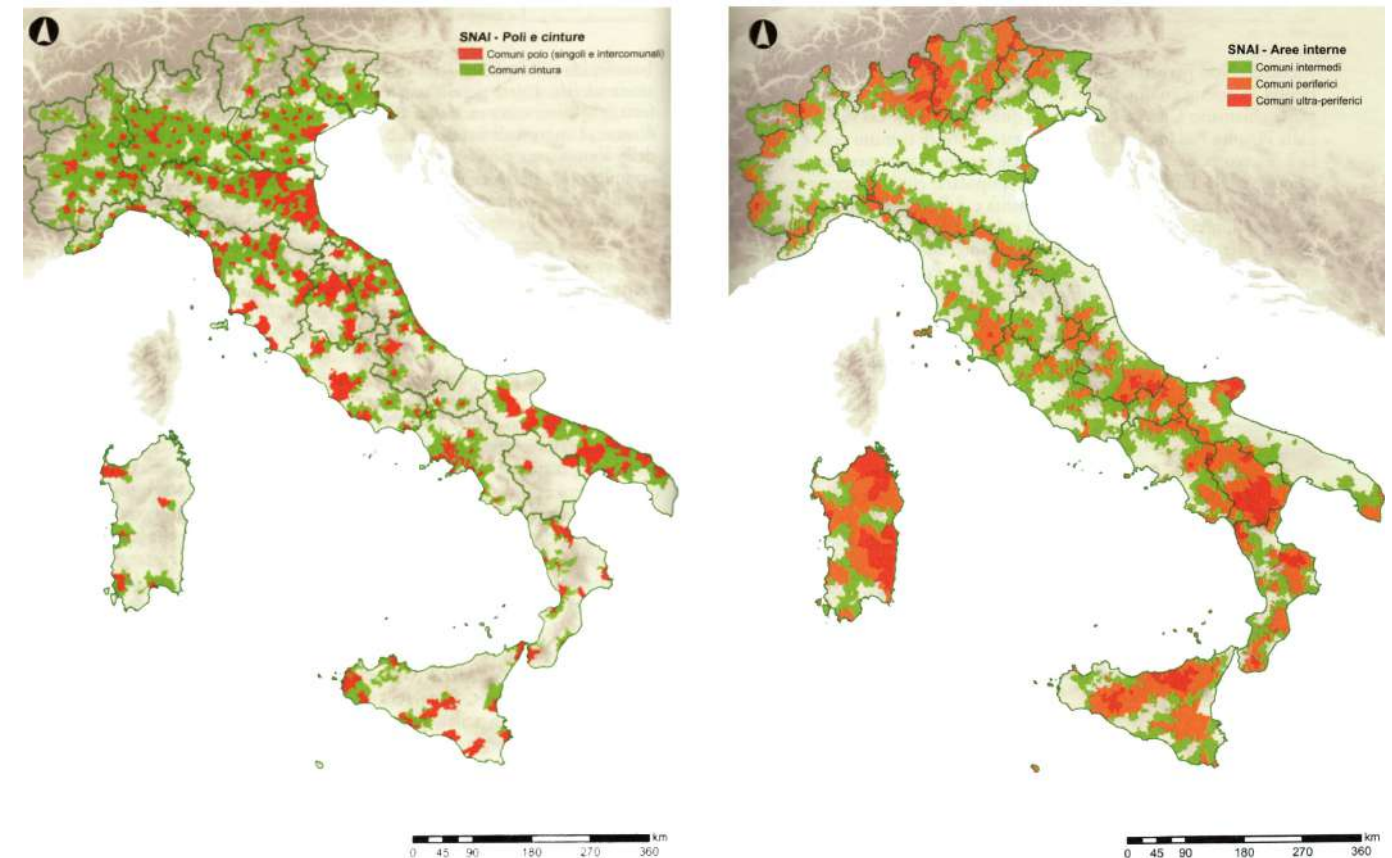 SNAI - Poli e cinture
Comuni polo (singoli e intercomunali)
Comuni cintura
km
0 45 90 180 270 360
SNAI - Aree interne
Comuni intermedi
Comuni periferici
Comuni ultra-periferici
km
0 45 90 180 270 360